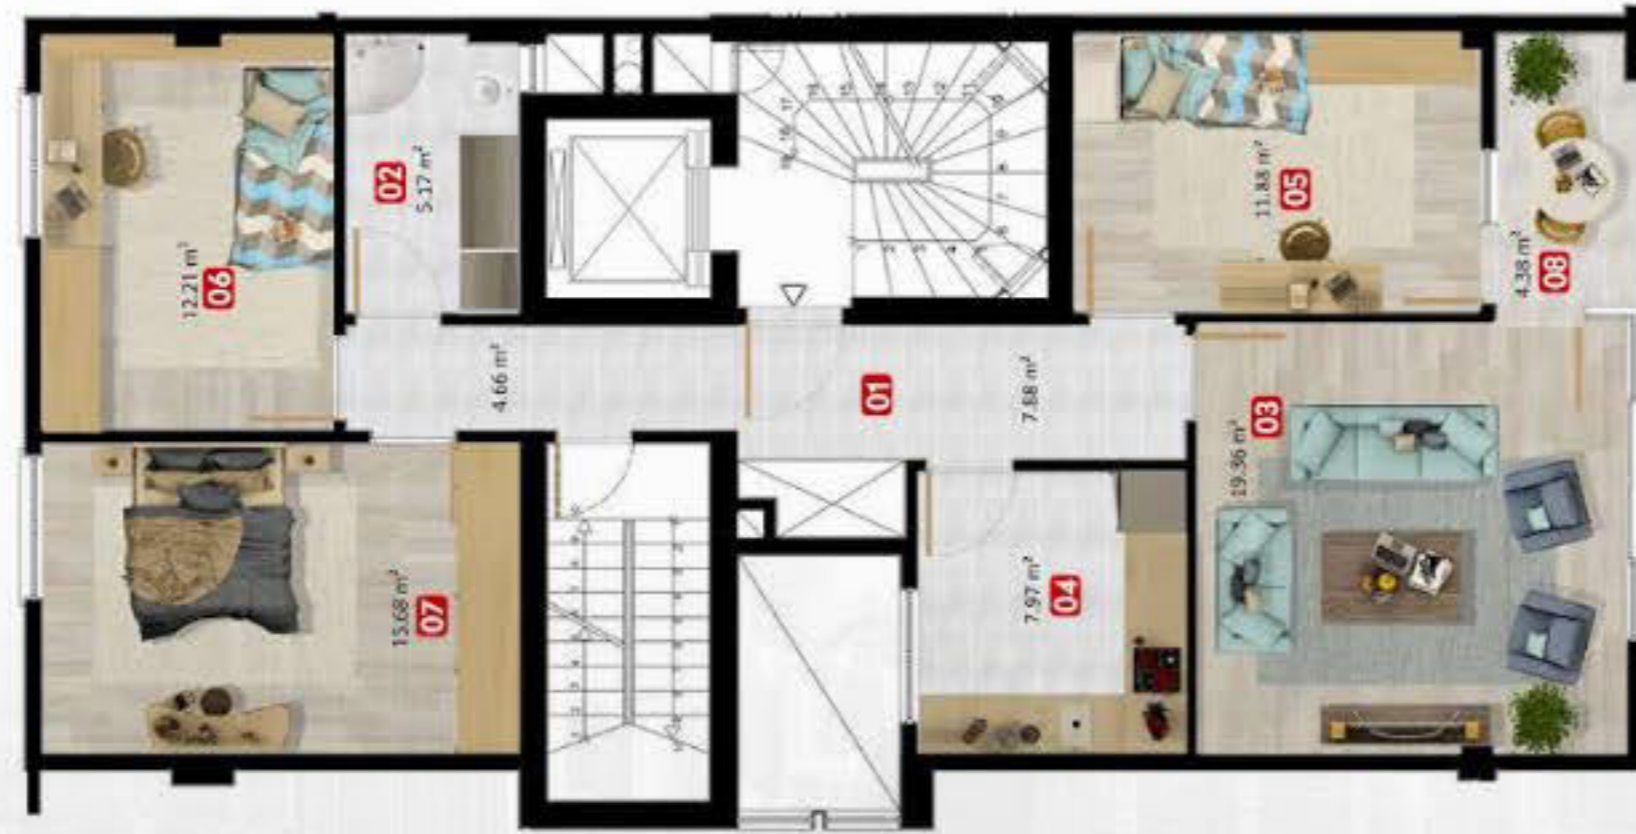 12.21 m²
06
02
5.17 m²
11.88 m²
05
4.38 m²
08
4.66 m²
01
7.88 m²
03
19.36 m²
15.68 m²
07
7.97 m²
04